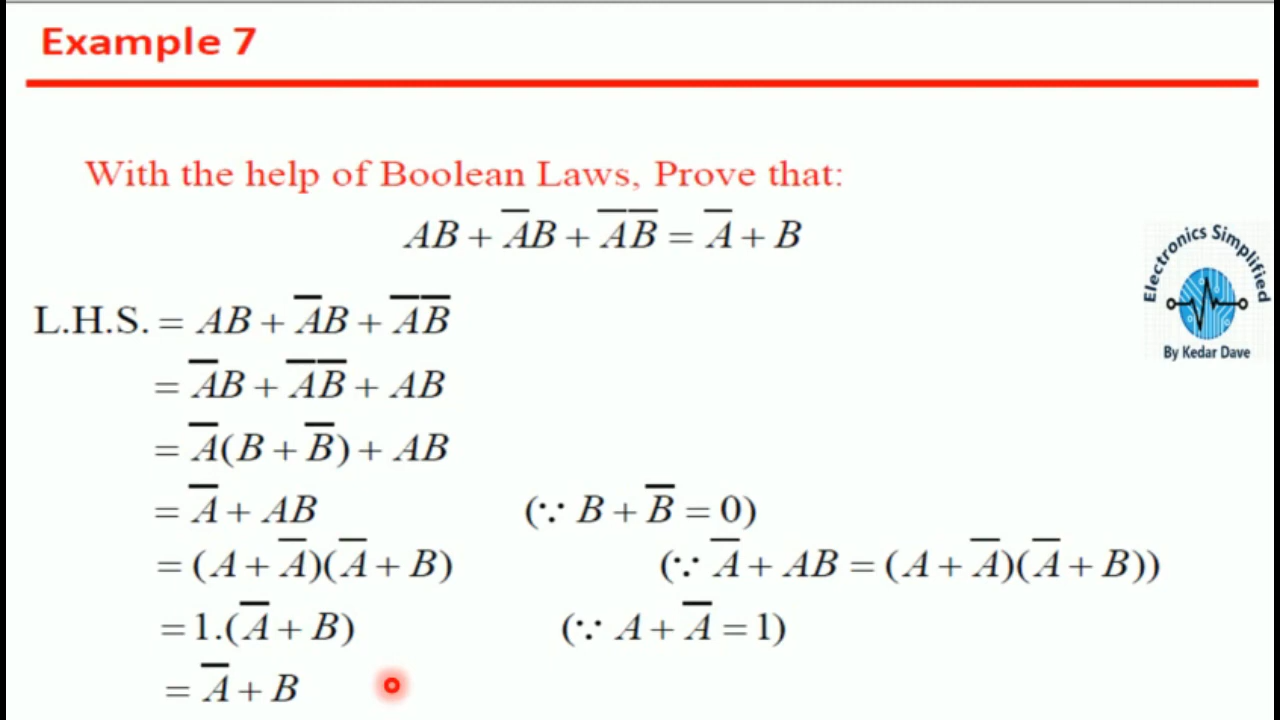 Example 7
With the help of Boolean Laws, Prove that:
AB + A̅B + A̅B̅ = A̅ + B
L.H.S. = AB + A̅B + A̅B̅
= A̅B + A̅B̅ + AB
= A̅(B + B̅) + AB
= A̅ + AB (∵ B + B̅ = 0)
= (A + A̅)(A̅ + B) (∵ A̅ + AB = (A + A̅)(A̅ + B))
= 1.(A̅ + B) (∵ A + A̅ = 1)
= A̅ + B
Electronics Simplified
By Kedar Dave